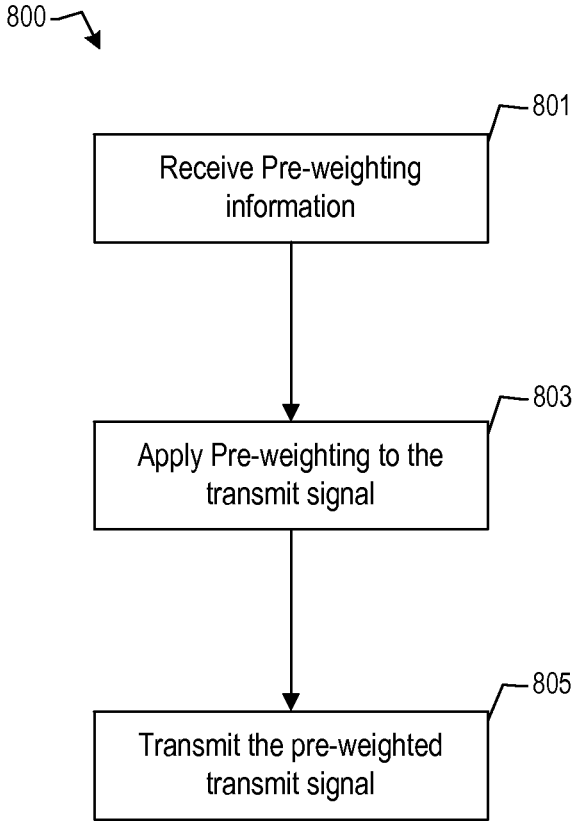 800
801
Receive Pre-weighting
information
803
Apply Pre-weighting to the
transmit signal
805
Transmit the pre-weighted
transmit signal